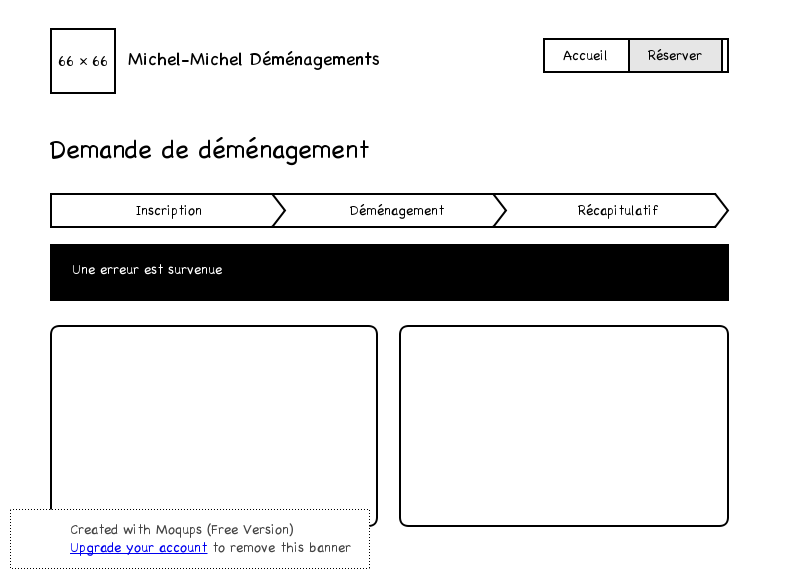 66 × 66
Michel-Michel Déménagements
Accueil
Réserver
Demande de déménagement
Inscription
Déménagement
Récapitulatif
Une erreur est survenue
Created with Moqups (Free Version)
Upgrade your account to remove this banner